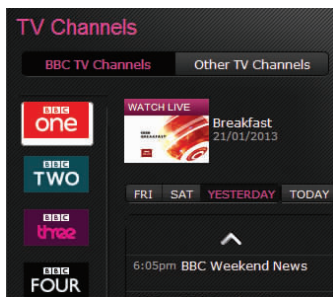 TV Channels
BBC TV Channels Other TV Channels
BBC
one
WATCH LIVE
Breakfast
21/01/2013
BBC
TWO
FRI SAT YESTERDAY TODAY
BBC
three
6:05pm BBC Weekend News
BBC
FOUR